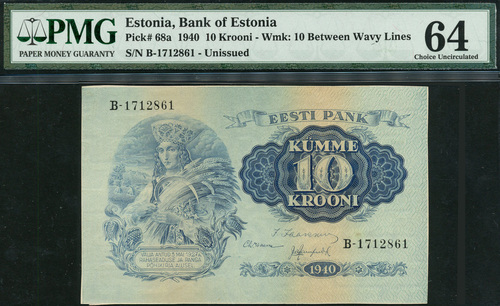 PMG
PAPER MONEY GUARANTY
Estonia, Bank of Estonia
Pick# 68a 1940 10 Krooni - Wmk: 10 Between Wavy Lines
S/N B-1712861 - Unissued
64
Choice Uncirculated
B-1712861
EESTI PANK
KÜMME
10
KROONI
B-1712861
1940